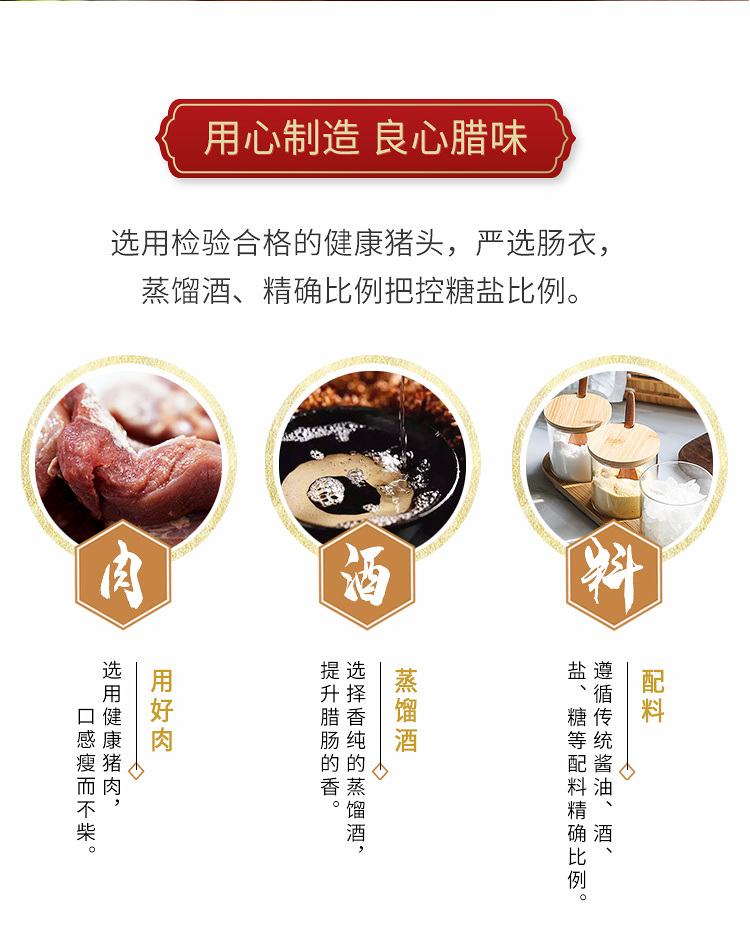 用心制造 良心腊味
选用检验合格的健康猪头，严选肠衣，
蒸馏酒、精确比例把控糖盐比例。
肉
酒
料
用好肉
选用健康猪肉，
口感瘦而不柴。
蒸馏酒
选择香纯的蒸馏酒，
提升腊肠的香。
配料
遵循传统酱油、酒、
盐、糖等配料精确比例。